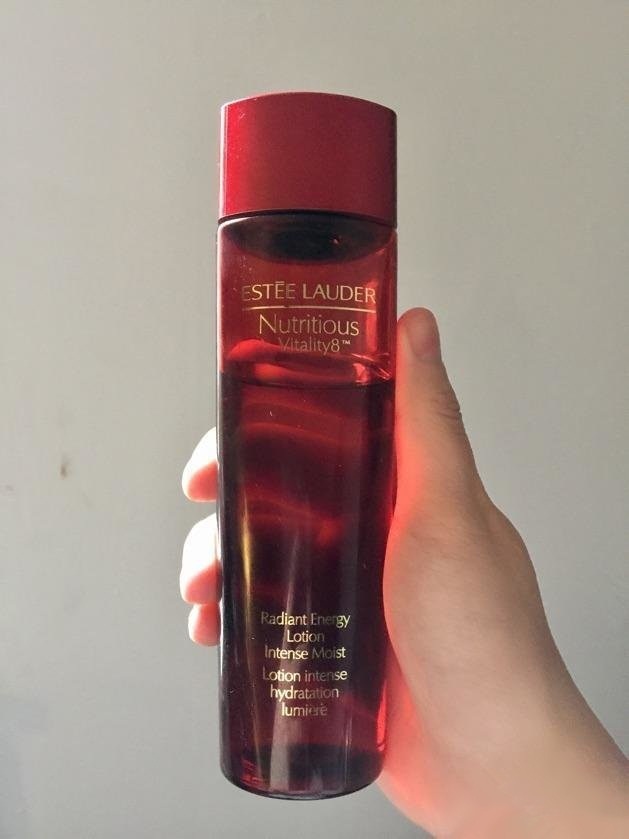 ESTĒE LAUDER
Nutritious
Vitality8™
Radiant Energy
Lotion
Intense Moist
Lotion intense
hydratation
lumière